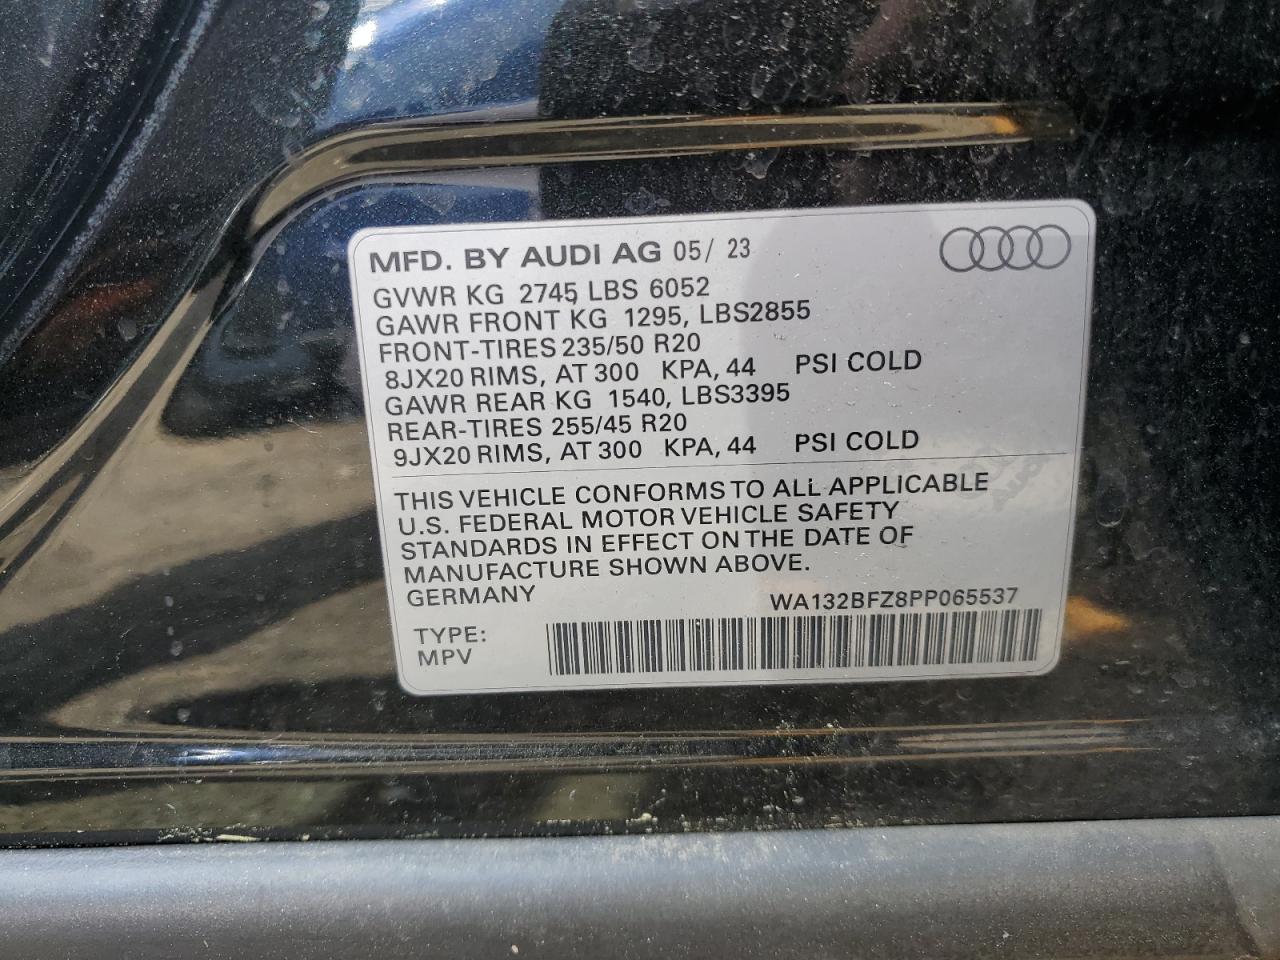 MFD. BY AUDI AG 05/ 23
GVWR KG 2745 LBS 6052
GAWR FRONT KG 1295, LBS2855
FRONT-TIRES 235/50 R20
8JX20 RIMS, AT 300 KPA, 44 PSI COLD
GAWR REAR KG 1540, LBS3395
REAR-TIRES 255/45 R20
9JX20 RIMS, AT 300 KPA, 44 PSI COLD
THIS VEHICLE CONFORMS TO ALL APPLICABLE
U.S. FEDERAL MOTOR VEHICLE SAFETY
STANDARDS IN EFFECT ON THE DATE OF
MANUFACTURE SHOWN ABOVE.
GERMANY WA132BFZ8PP065537
TYPE:
MPV